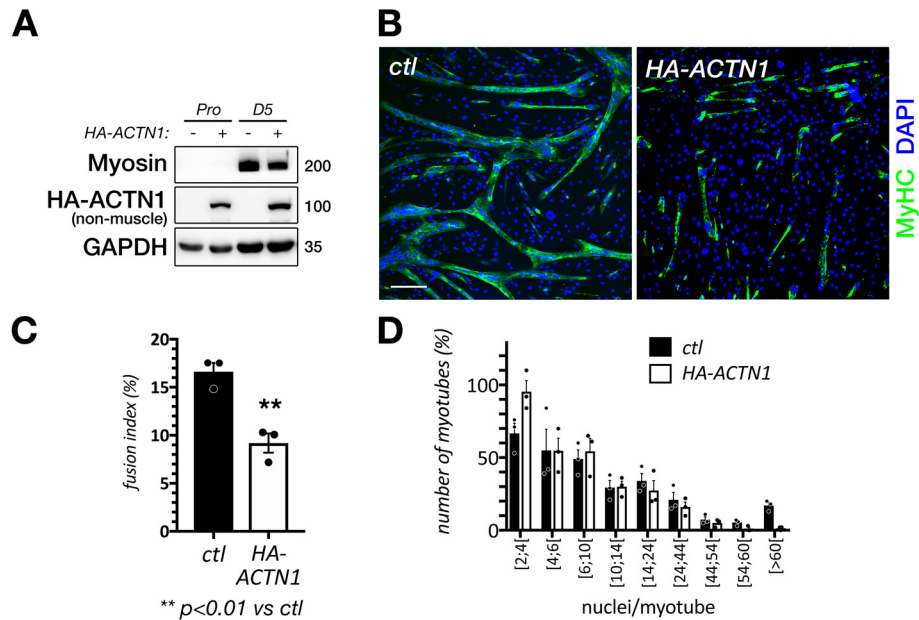 A
Pro D5
HA-ACTN1: - + - +
Myosin 200
HA-ACTN1 100
(non-muscle)
GAPDH 35
B
ctl
HA-ACTN1
MyHC DAPI
C
20
15
10
5
0
fusion index (%)
**
ctl
HA-
ACTN1
** p<0.01 vs ctl
D
number of myotubes (%)
100
50
0
ctl
HA-ACTN1
[2;4[
[4;6[
[6;10[
[10;14[
[14;24[
[24;44[
[44;54[
[54;60[
[>60[
nuclei/myotube